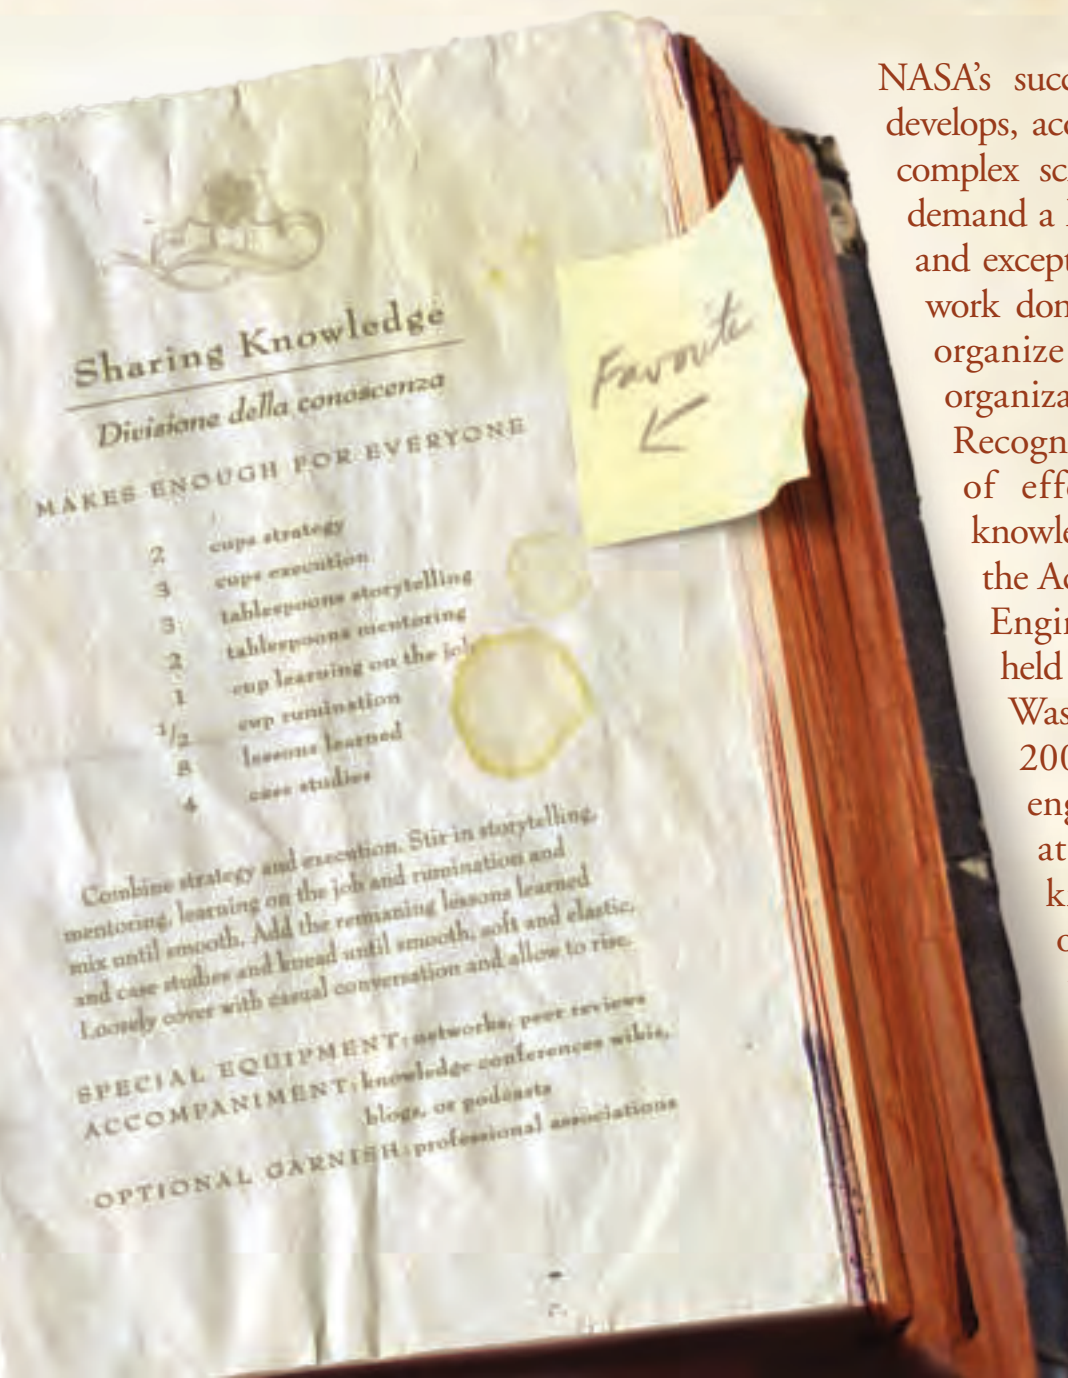 Sharing Knowledge
Divisione della conoscenza
MAKES ENOUGH FOR EVERYONE
2 cups strategy
3 cups execution
3 tablespoons storytelling
2 tablespoons mentoring
1 cup learning on the job
1/2 cup rumination
8 lessons learned
4 case studies
Combine strategy and execution. Stir in storytelling,
mentoring, learning on the job and rumination and
mix until smooth. Add the remaining lessons learned
and case studies and knead until smooth, soft and elastic.
Loosely cover with casual conversation and allow to rise.
SPECIAL EQUIPMENT: networks, peer reviews
ACCOMPANIMENT: knowledge conferences wikis,
blogs, or podcasts
OPTIONAL GARNISH: professional associations
Favorite
NASA's succ
develops, acc
complex sc
demand a
and except
work don
organize
organiza
Recogn
of effe
knowle
the Ac
Engin
held
Was
200
eng
at
k
o